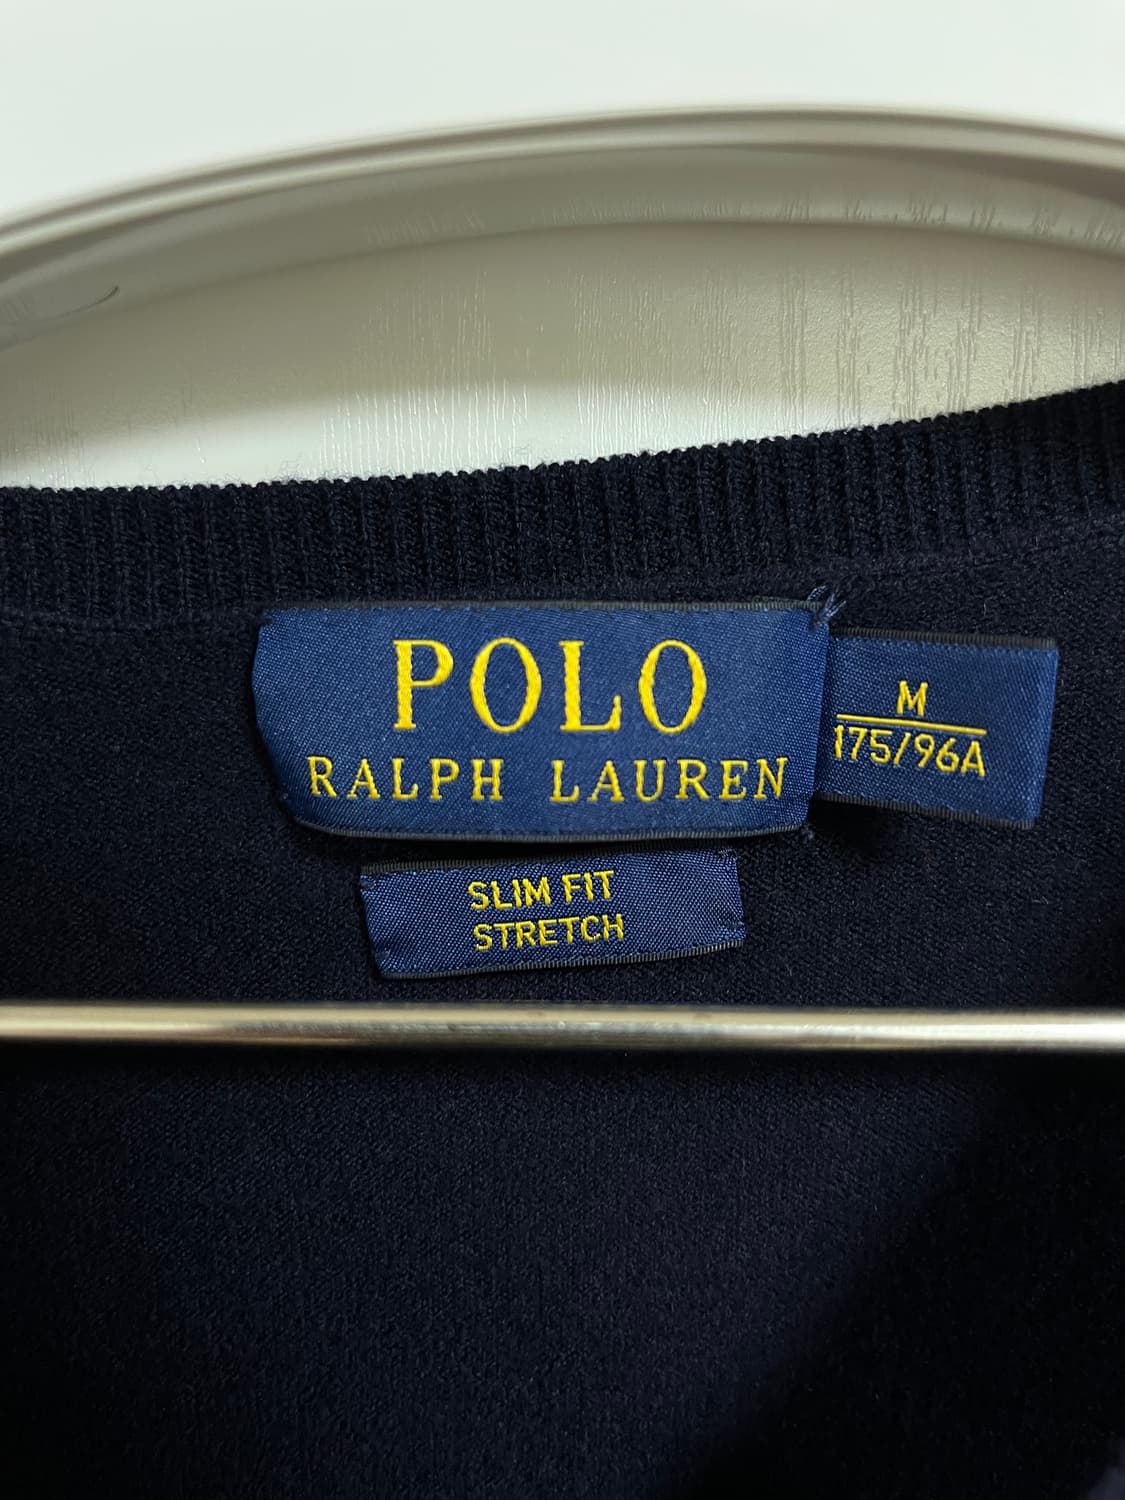 POLO
RALPH LAUREN
M
175/96A
SLIM FIT
STRETCH